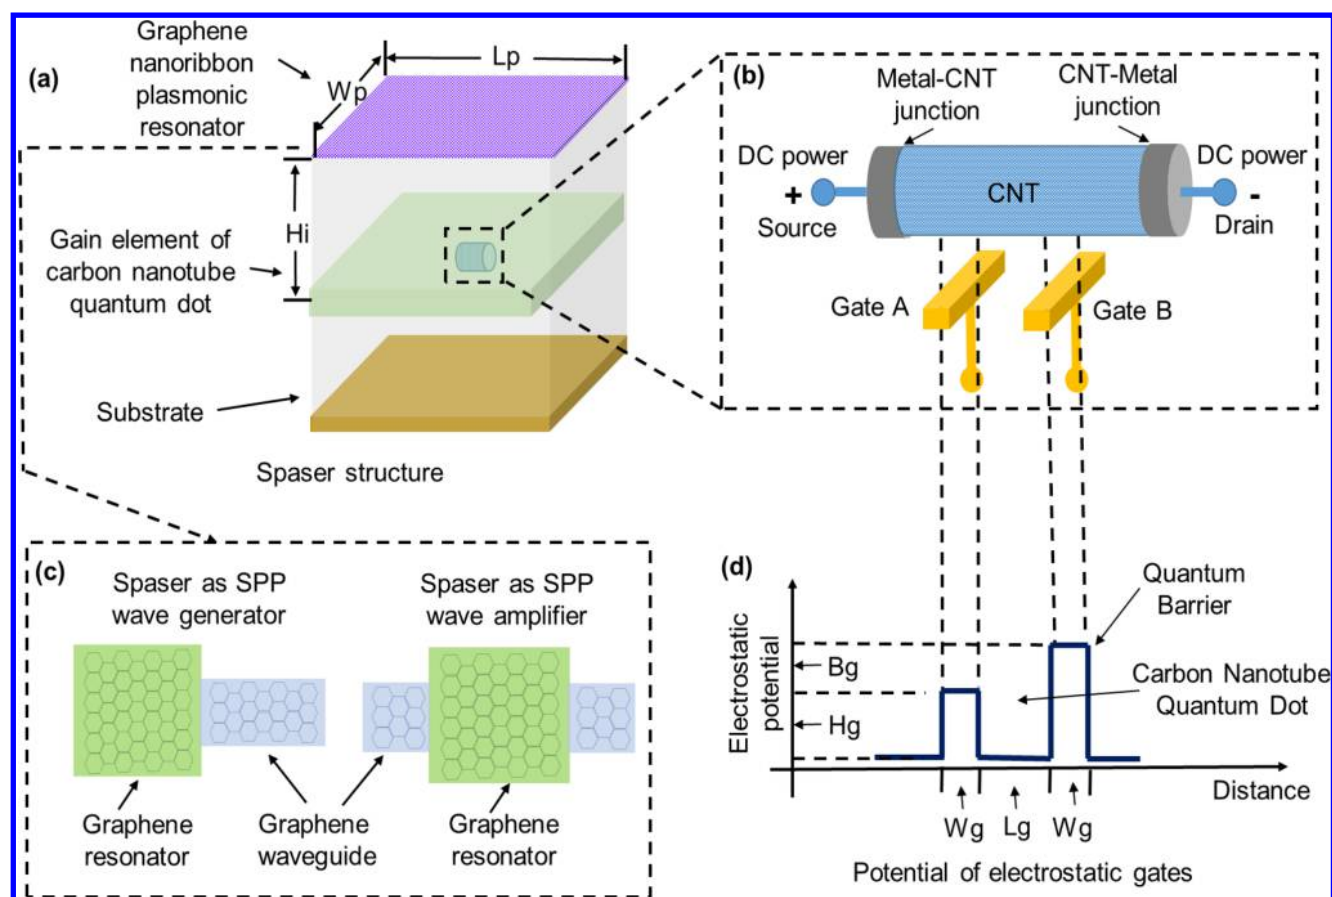 (a)
Graphene
nanoribbon
plasmonic
resonator
Lp
Wp
Hi
Gain element of
carbon nanotube
quantum dot
Substrate
Spaser structure
(b)
Metal-CNT
junction
CNT-Metal
junction
DC power
+
Source
CNT
DC power
-
Drain
Gate A
Gate B
(c)
Spaser as SPP
wave generator
Spaser as SPP
wave amplifier
Graphene
resonator
Graphene
waveguide
Graphene
resonator
(d)
Quantum
Barrier
Electrostatic
potential
Bg
Hg
Carbon Nanotube
Quantum Dot
Distance
Wg
Lg
Wg
Potential of electrostatic gates